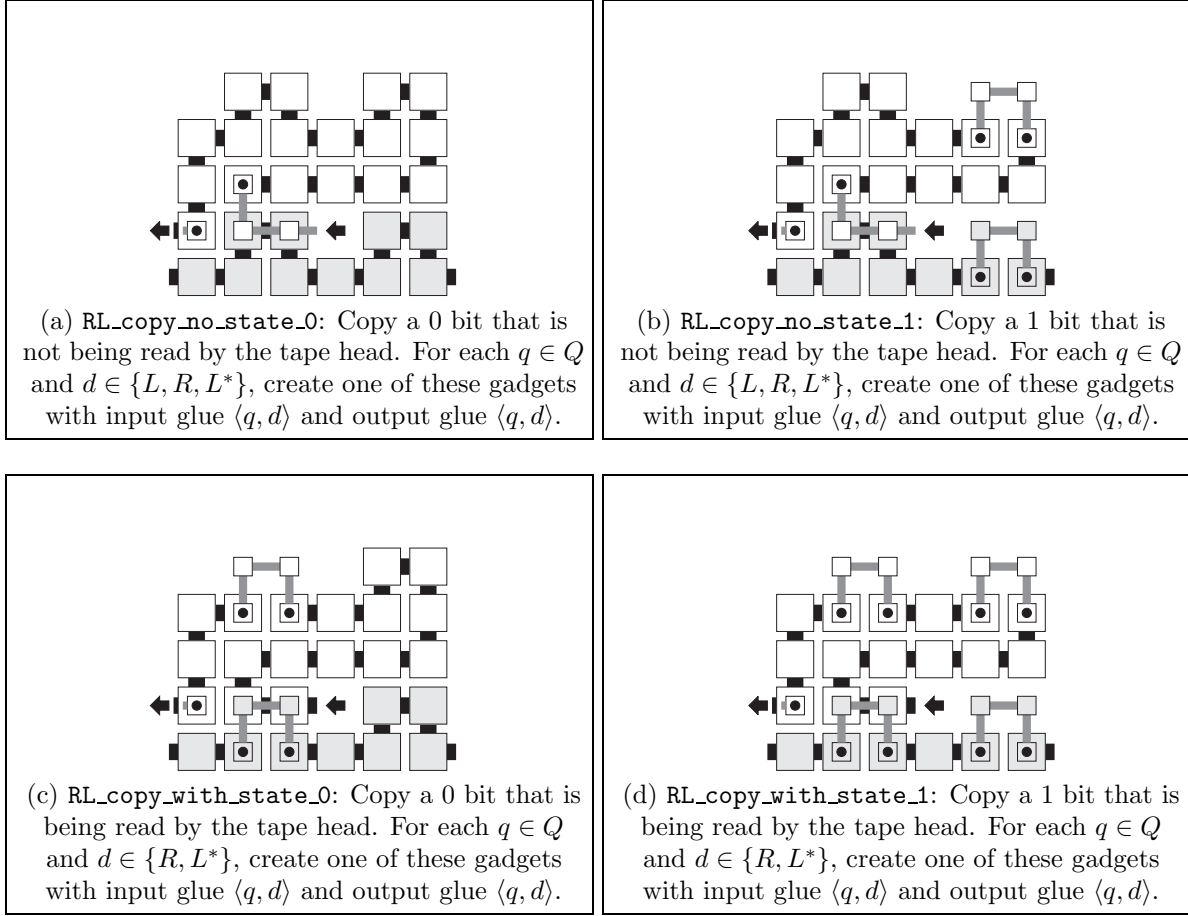 (a) RL_copy_no_state_0: Copy a 0 bit that is
not being read by the tape head. For each q ∈ Q
and d ∈ {L, R, L*}, create one of these gadgets
with input glue ⟨q, d⟩ and output glue ⟨q, d⟩.
(b) RL_copy_no_state_1: Copy a 1 bit that is
not being read by the tape head. For each q ∈ Q
and d ∈ {L, R, L*}, create one of these gadgets
with input glue ⟨q, d⟩ and output glue ⟨q, d⟩.
(c) RL_copy_with_state_0: Copy a 0 bit that is
being read by the tape head. For each q ∈ Q
and d ∈ {R, L*}, create one of these gadgets
with input glue ⟨q, d⟩ and output glue ⟨q, d⟩.
(d) RL_copy_with_state_1: Copy a 1 bit that is
being read by the tape head. For each q ∈ Q
and d ∈ {R, L*}, create one of these gadgets
with input glue ⟨q, d⟩ and output glue ⟨q, d⟩.